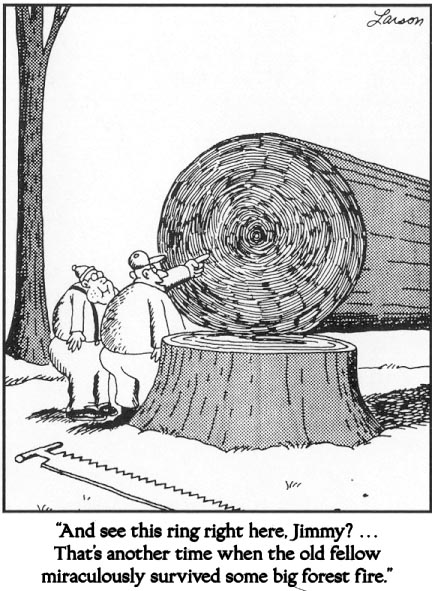 Larson
“And see this ring right here, Jimmy? ...
That's another time when the old fellow
miraculously survived some big forest fire.”